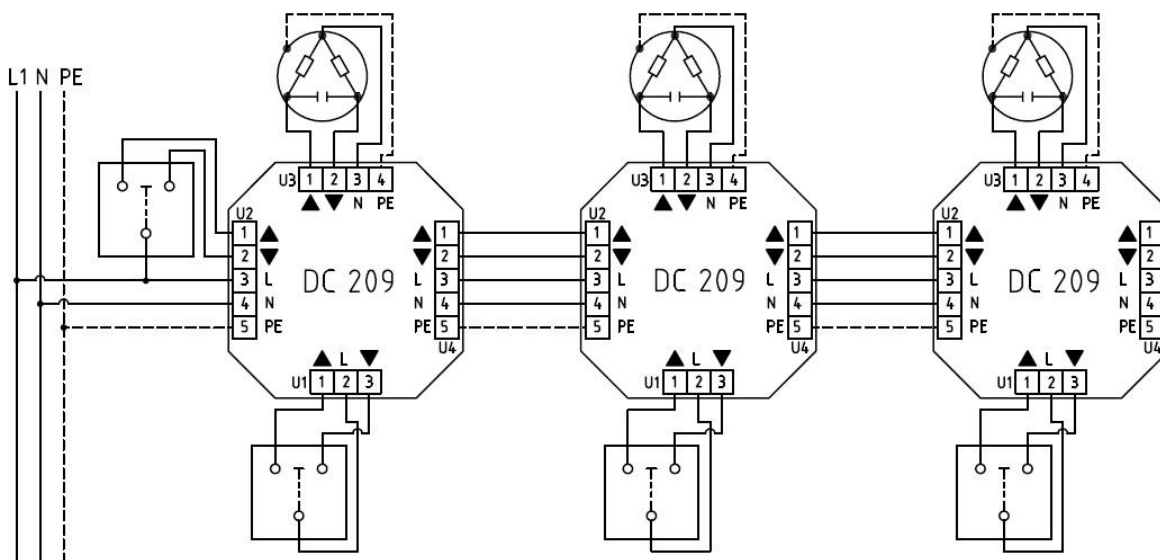 L1 N PE
U3 1 2 3 4
▲ ▼ N PE
U2
1 ▲
2 ▼
3 L
4 N
5 PE
DC 209
▲ 1
▼ 2
L 3
N 4
PE 5
U4
▲ L ▼
U1 1 2 3
U3 1 2 3 4
▲ ▼ N PE
U2
1 ▲
2 ▼
3 L
4 N
5 PE
DC 209
▲ 1
▼ 2
L 3
N 4
PE 5
U4
▲ L ▼
U1 1 2 3
U3 1 2 3 4
▲ ▼ N PE
U2
1 ▲
2 ▼
3 L
4 N
5 PE
DC 209
▲ 1
▼ 2
L 3
N 4
PE 5
U4
▲ L ▼
U1 1 2 3